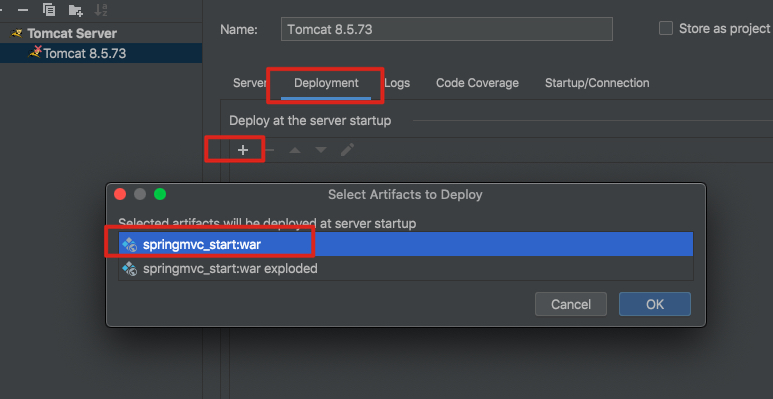 Tomcat Server
Tomcat 8.5.73
Name: Tomcat 8.5.73 Store as project
Server Deployment Logs Code Coverage Startup/Connection
Deploy at the server startup
Select Artifacts to Deploy
Selected artifacts will be deployed at server startup
springmvc_start:war
springmvc_start:war exploded
Cancel OK